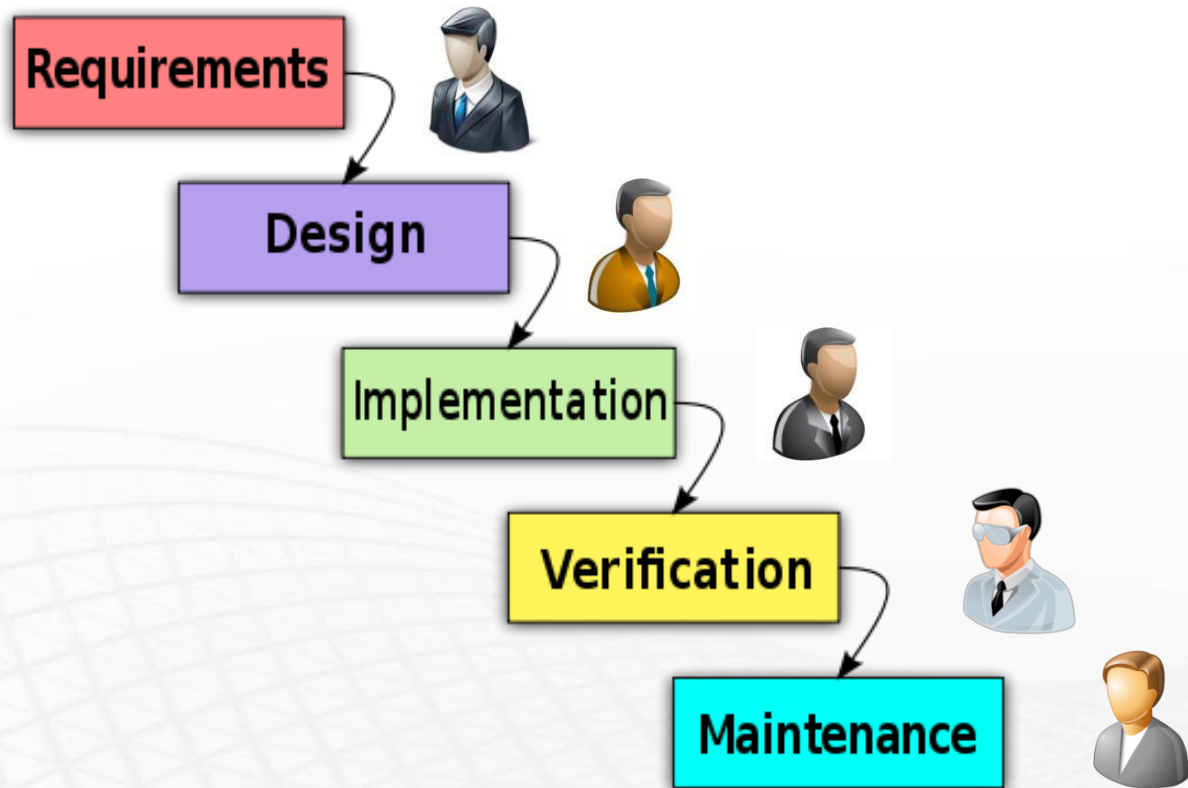 Requirements
Design
Implementation
Verification
Maintenance